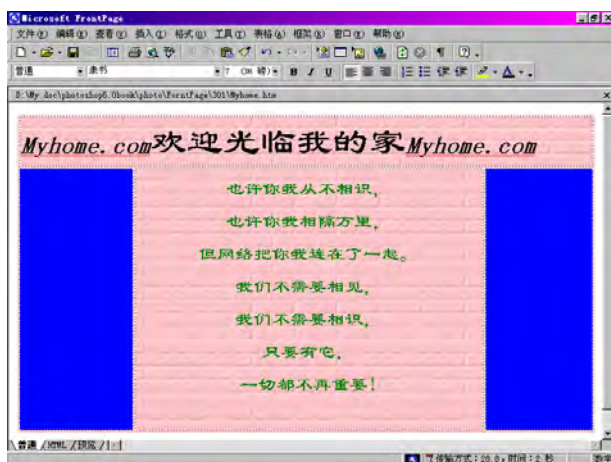 Microsoft FrontPage
文件(F) 编辑(E) 查看(V) 插入(I) 格式(O) 工具(T) 表格(A) 框架(R) 窗口(W) 帮助(H)
普通 隶书 B I U A
Myhome.com欢迎光临我的家Myhome.com
也许你我从不相识，
也许你我相隔万里，
但网络把你我连在了一起。
我们不需要相见，
我们不需要相识，
只要有它，
一切都不再重要！
普通 HTML 预览